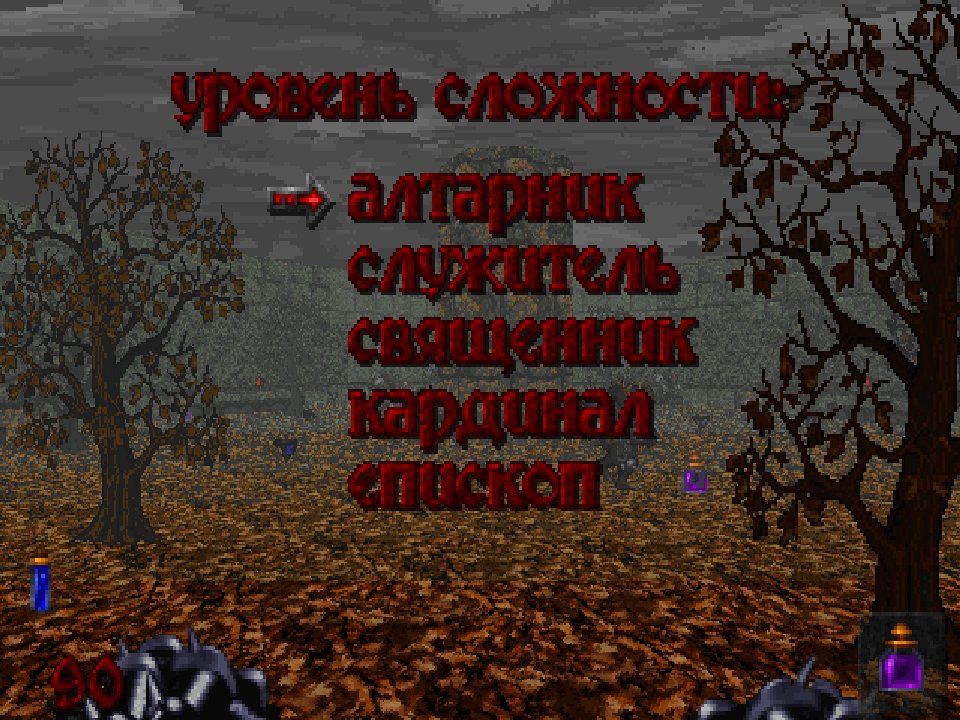 уровень сложности:
алтарник
служитель
священник
кардинал
епископ
90